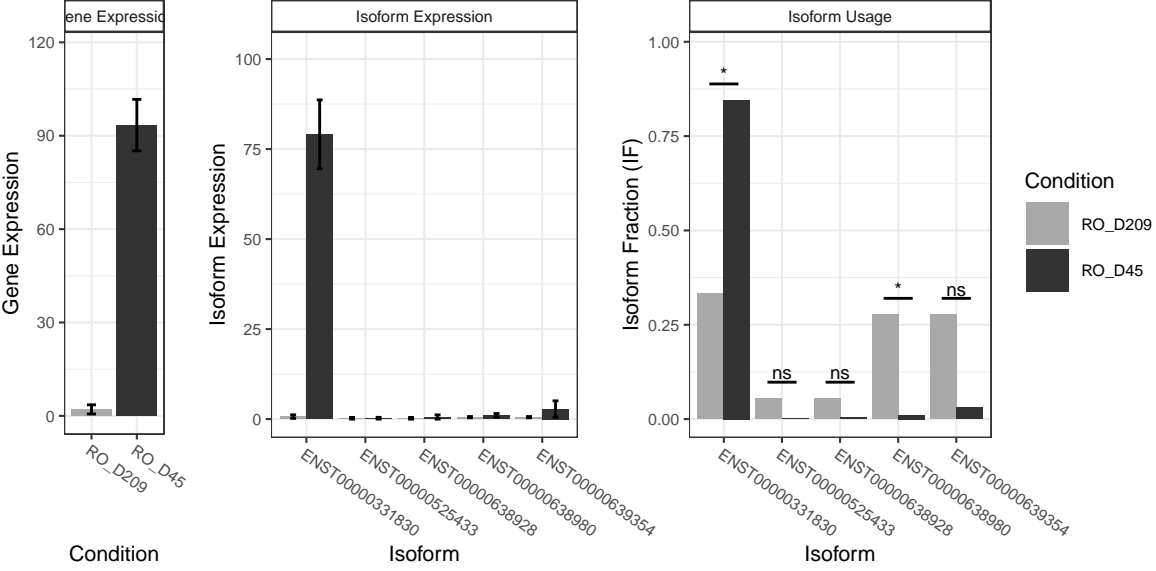 ene Expressio
Gene Expression
120
90
60
30
0
RO_D209
RO_D45
Condition
Isoform Expression
Isoform Expression
100
75
50
25
0
ENST00000331830
ENST00000525433
ENST00000638928
ENST00000638980
ENST00000639354
Isoform
Isoform Usage
Isoform Fraction (IF)
1.00
0.75
0.50
0.25
0.00
*
ns
ns
*
ns
ENST00000331830
ENST00000525433
ENST00000638928
ENST00000638980
ENST00000639354
Isoform
Condition
RO_D209
RO_D45